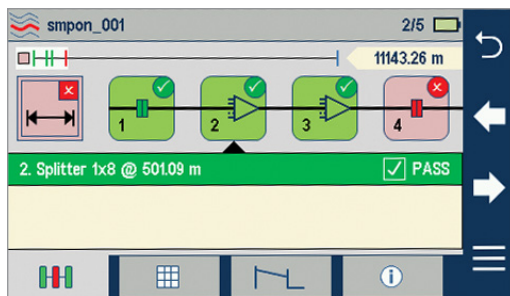 smpon_001
2/5
11143.26 m
1
2
3
4
2. Splitter 1x8 @ 501.09 m
PASS